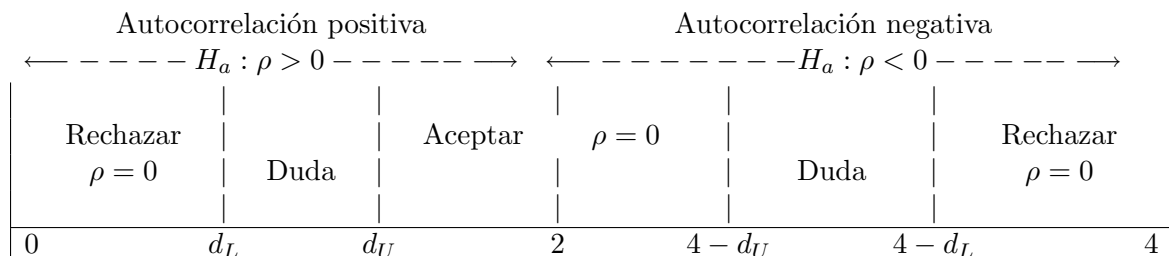 Autocorrelación positiva Autocorrelación negativa
H_a : ρ > 0 H_a : ρ < 0
Rechazar Aceptar ρ = 0 Rechazar
ρ = 0 Duda Duda ρ = 0
0 d_L d_U 2 4 − d_U 4 − d_L 4